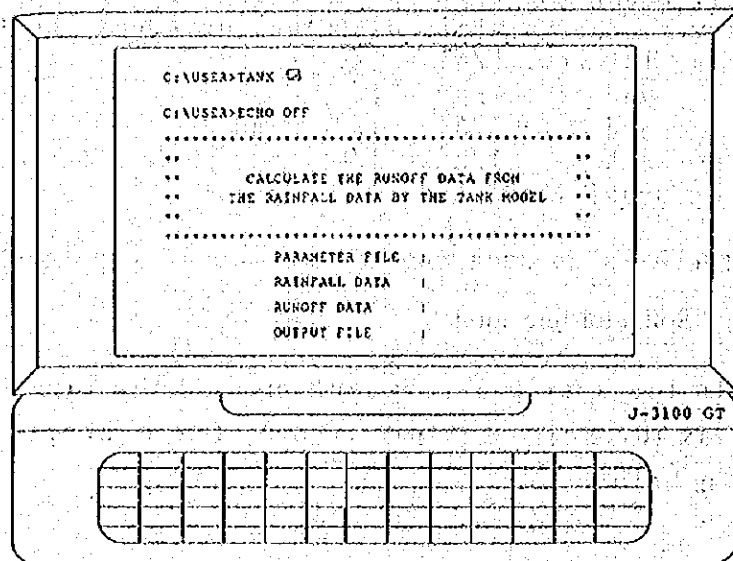 C:\USER>TANK
C:\USER>ECHO OFF
**********************************************
** **
** CALCULATE THE RUNOFF DATA FROM **
** THE RAINFALL DATA BY THE TANK MODEL **
** **
**********************************************
PARAMETER FILE :
RAINFALL DATA :
RUNOFF DATA :
OUTPUT FILE :
J-3100 GT